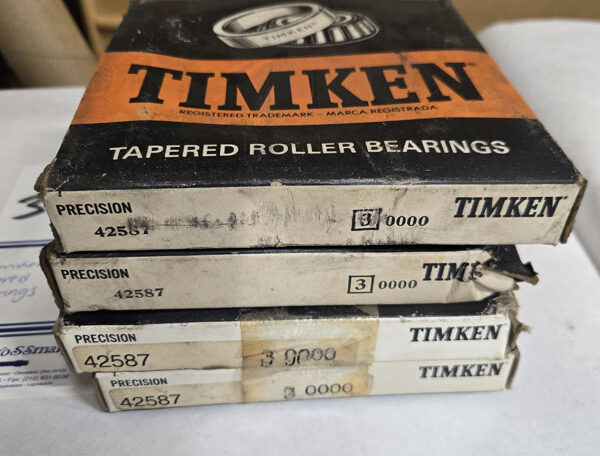 TIMKEN
TIMKEN
REGISTERED TRADEMARK - MARCA REGISTRADA
TAPERED ROLLER BEARINGS
PRECISION
42587
3 0000
TIMKEN
PRECISION
42587
3 0000
PRECISION
42587
3 0000
TIMKEN
PRECISION
42587
3 0000
TIMKEN